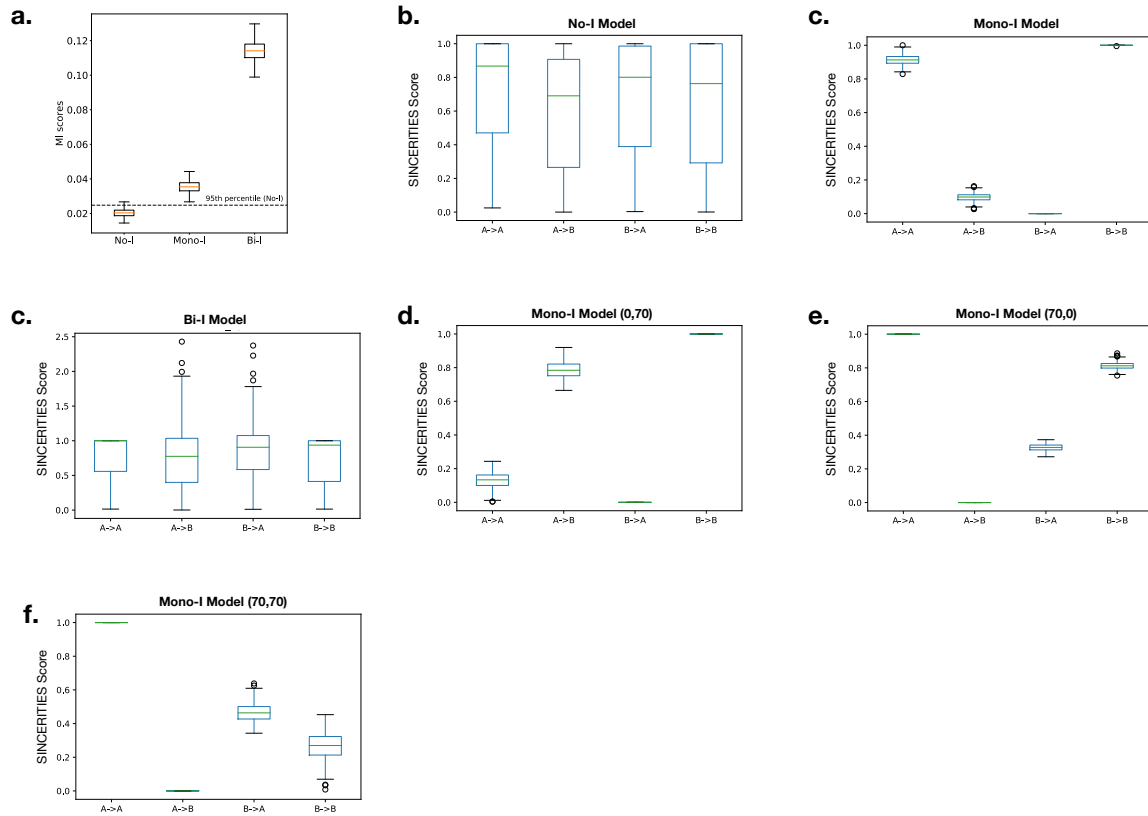 a.
0.12
0.10
0.08
0.06
0.04
0.02
MI scores
95th percentile (No-I)
No-I Mono-I Bi-I
b.
No-I Model
1.0
0.8
0.6
0.4
0.2
0.0
SINCERITIES Score
A->A A->B B->A B->B
c.
Mono-I Model
1.0
0.8
0.6
0.4
0.2
0.0
SINCERITIES Score
A->A A->B B->A B->B
c.
Bi-I Model
2.5
2.0
1.5
1.0
0.5
0.0
SINCERITIES Score
A->A A->B B->A B->B
d.
Mono-I Model (0,70)
1.0
0.8
0.6
0.4
0.2
0.0
SINCERITIES Score
A->A A->B B->A B->B
e.
Mono-I Model (70,0)
1.0
0.8
0.6
0.4
0.2
0.0
SINCERITIES Score
A->A A->B B->A B->B
f.
Mono-I Model (70,70)
1.0
0.8
0.6
0.4
0.2
0.0
SINCERITIES Score
A->A A->B B->A B->B